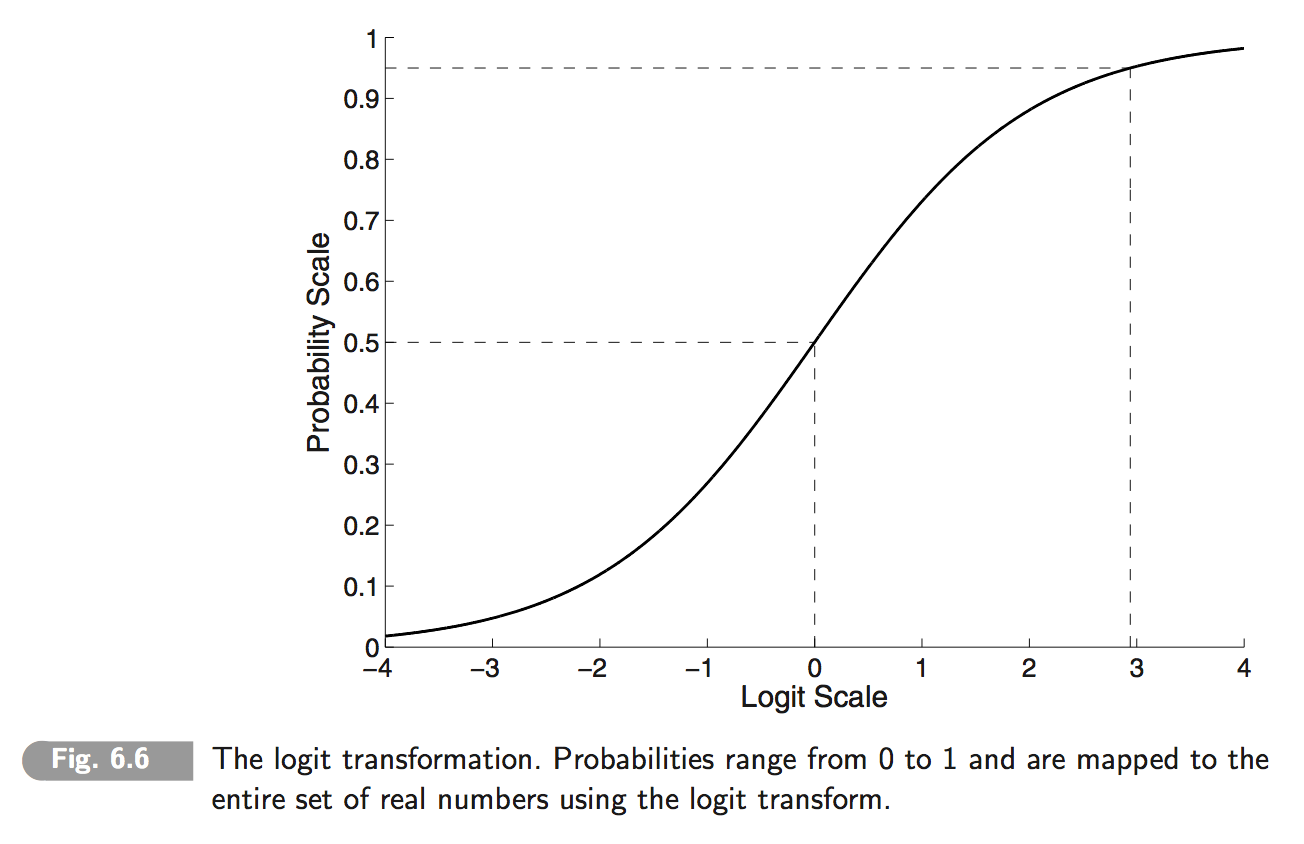 1
0.9
0.8
0.7
0.6
0.5
0.4
0.3
0.2
0.1
0
Probability Scale
−4 −3 −2 −1 0 1 2 3 4
Logit Scale
Fig. 6.6 The logit transformation. Probabilities range from 0 to 1 and are mapped to the
entire set of real numbers using the logit transform.